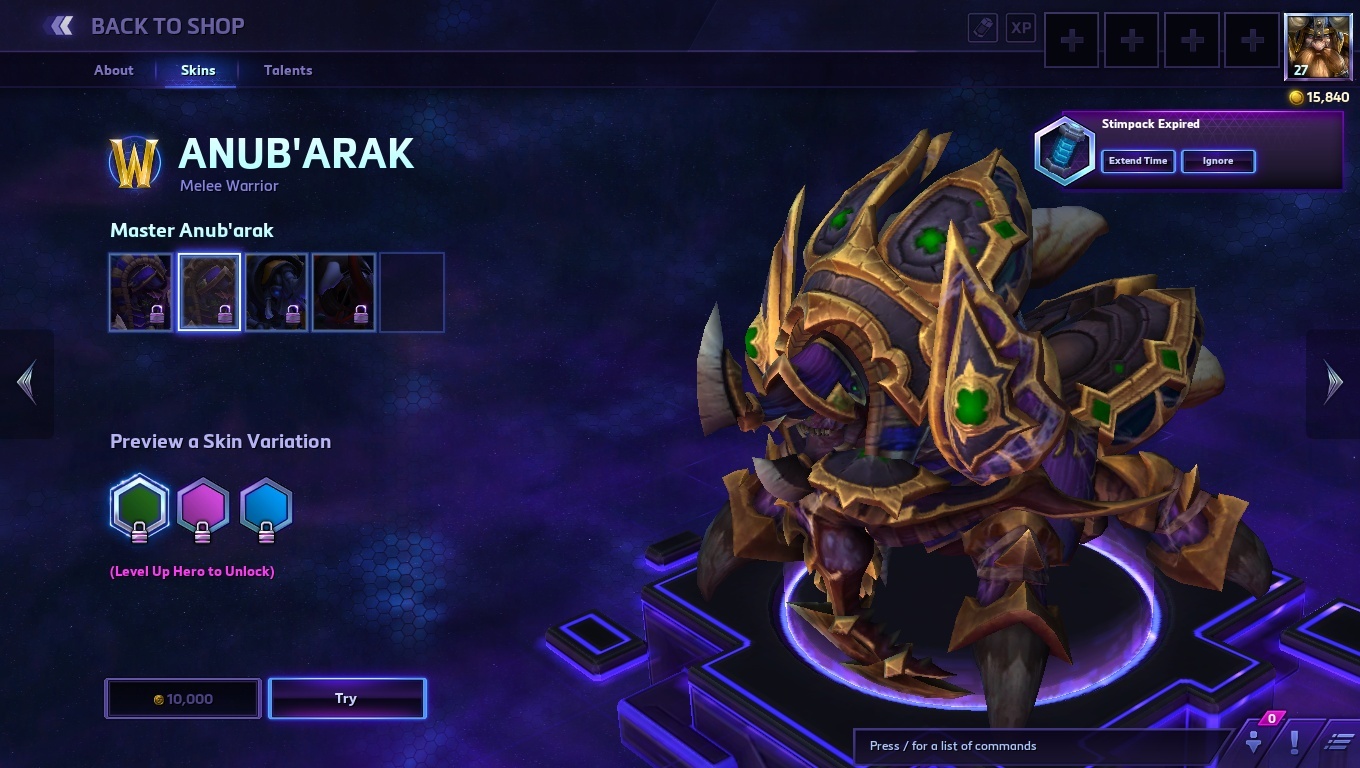 BACK TO SHOP
XP
27
About
Skins
Talents
15,840
Stimpack Expired
Extend Time
Ignore
W
ANUB'ARAK
Melee Warrior
Master Anub'arak
Preview a Skin Variation
(Level Up Hero to Unlock)
10,000
Try
0
Press / for a list of commands